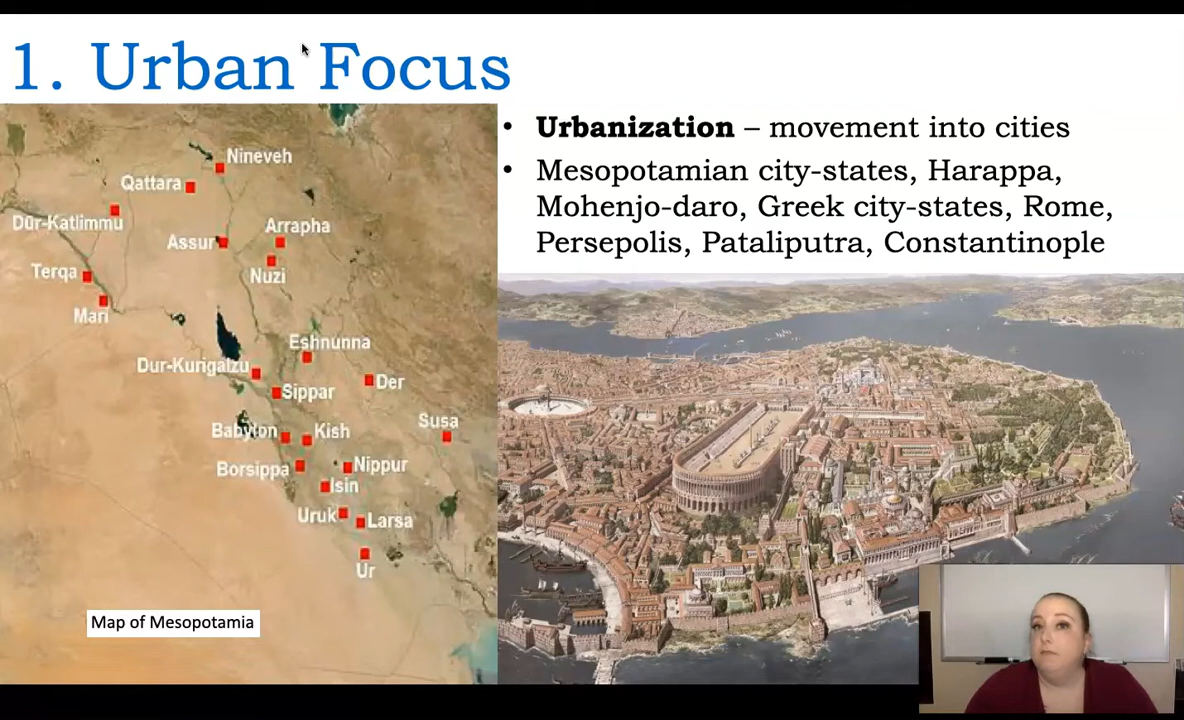 1. Urban Focus
• Urbanization – movement into cities
• Mesopotamian city-states, Harappa,
Mohenjo-daro, Greek city-states, Rome,
Persepolis, Pataliputra, Constantinople
Nineveh
Qattara
Dūr-Katlimmu
Arrapha
Assur
Terqa
Nuzi
Mari
Eshnunna
Dur-Kurigalzu
Der
Sippar
Susa
Babylon
Kish
Borsippa
Nippur
Isin
Uruk
Larsa
Ur
Map of Mesopotamia